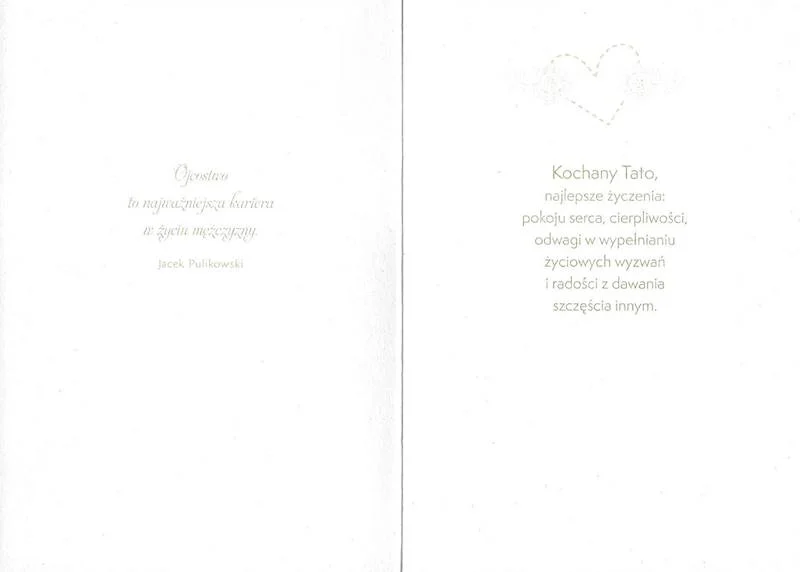 Ojcostwo
to najważniejsza kariera
w życiu mężczyzny.
Jacek Pulikowski
Kochany Tato,
najlepsze życzenia:
pokoju serca, cierpliwości,
odwagi w wypełnianiu
życiowych wyzwań
i radości z dawania
szczęścia innym.